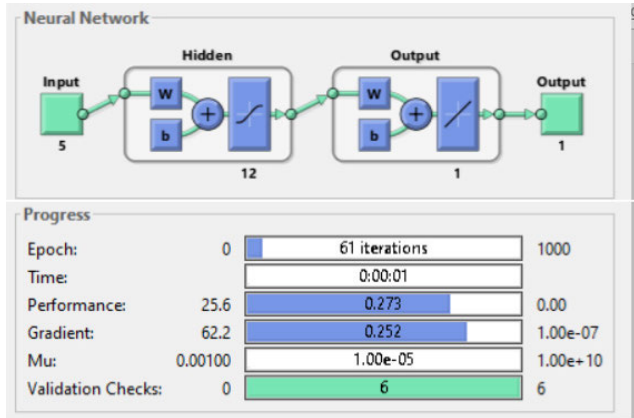 Neural Network
Hidden
Output
Input
W
b
+
W
b
+
Output
5
12
1
1
Progress
Epoch: 0 61 iterations 1000
Time: 0:00:01
Performance: 25.6 0.273 0.00
Gradient: 62.2 0.252 1.00e-07
Mu: 0.00100 1.00e-05 1.00e+10
Validation Checks: 0 6 6